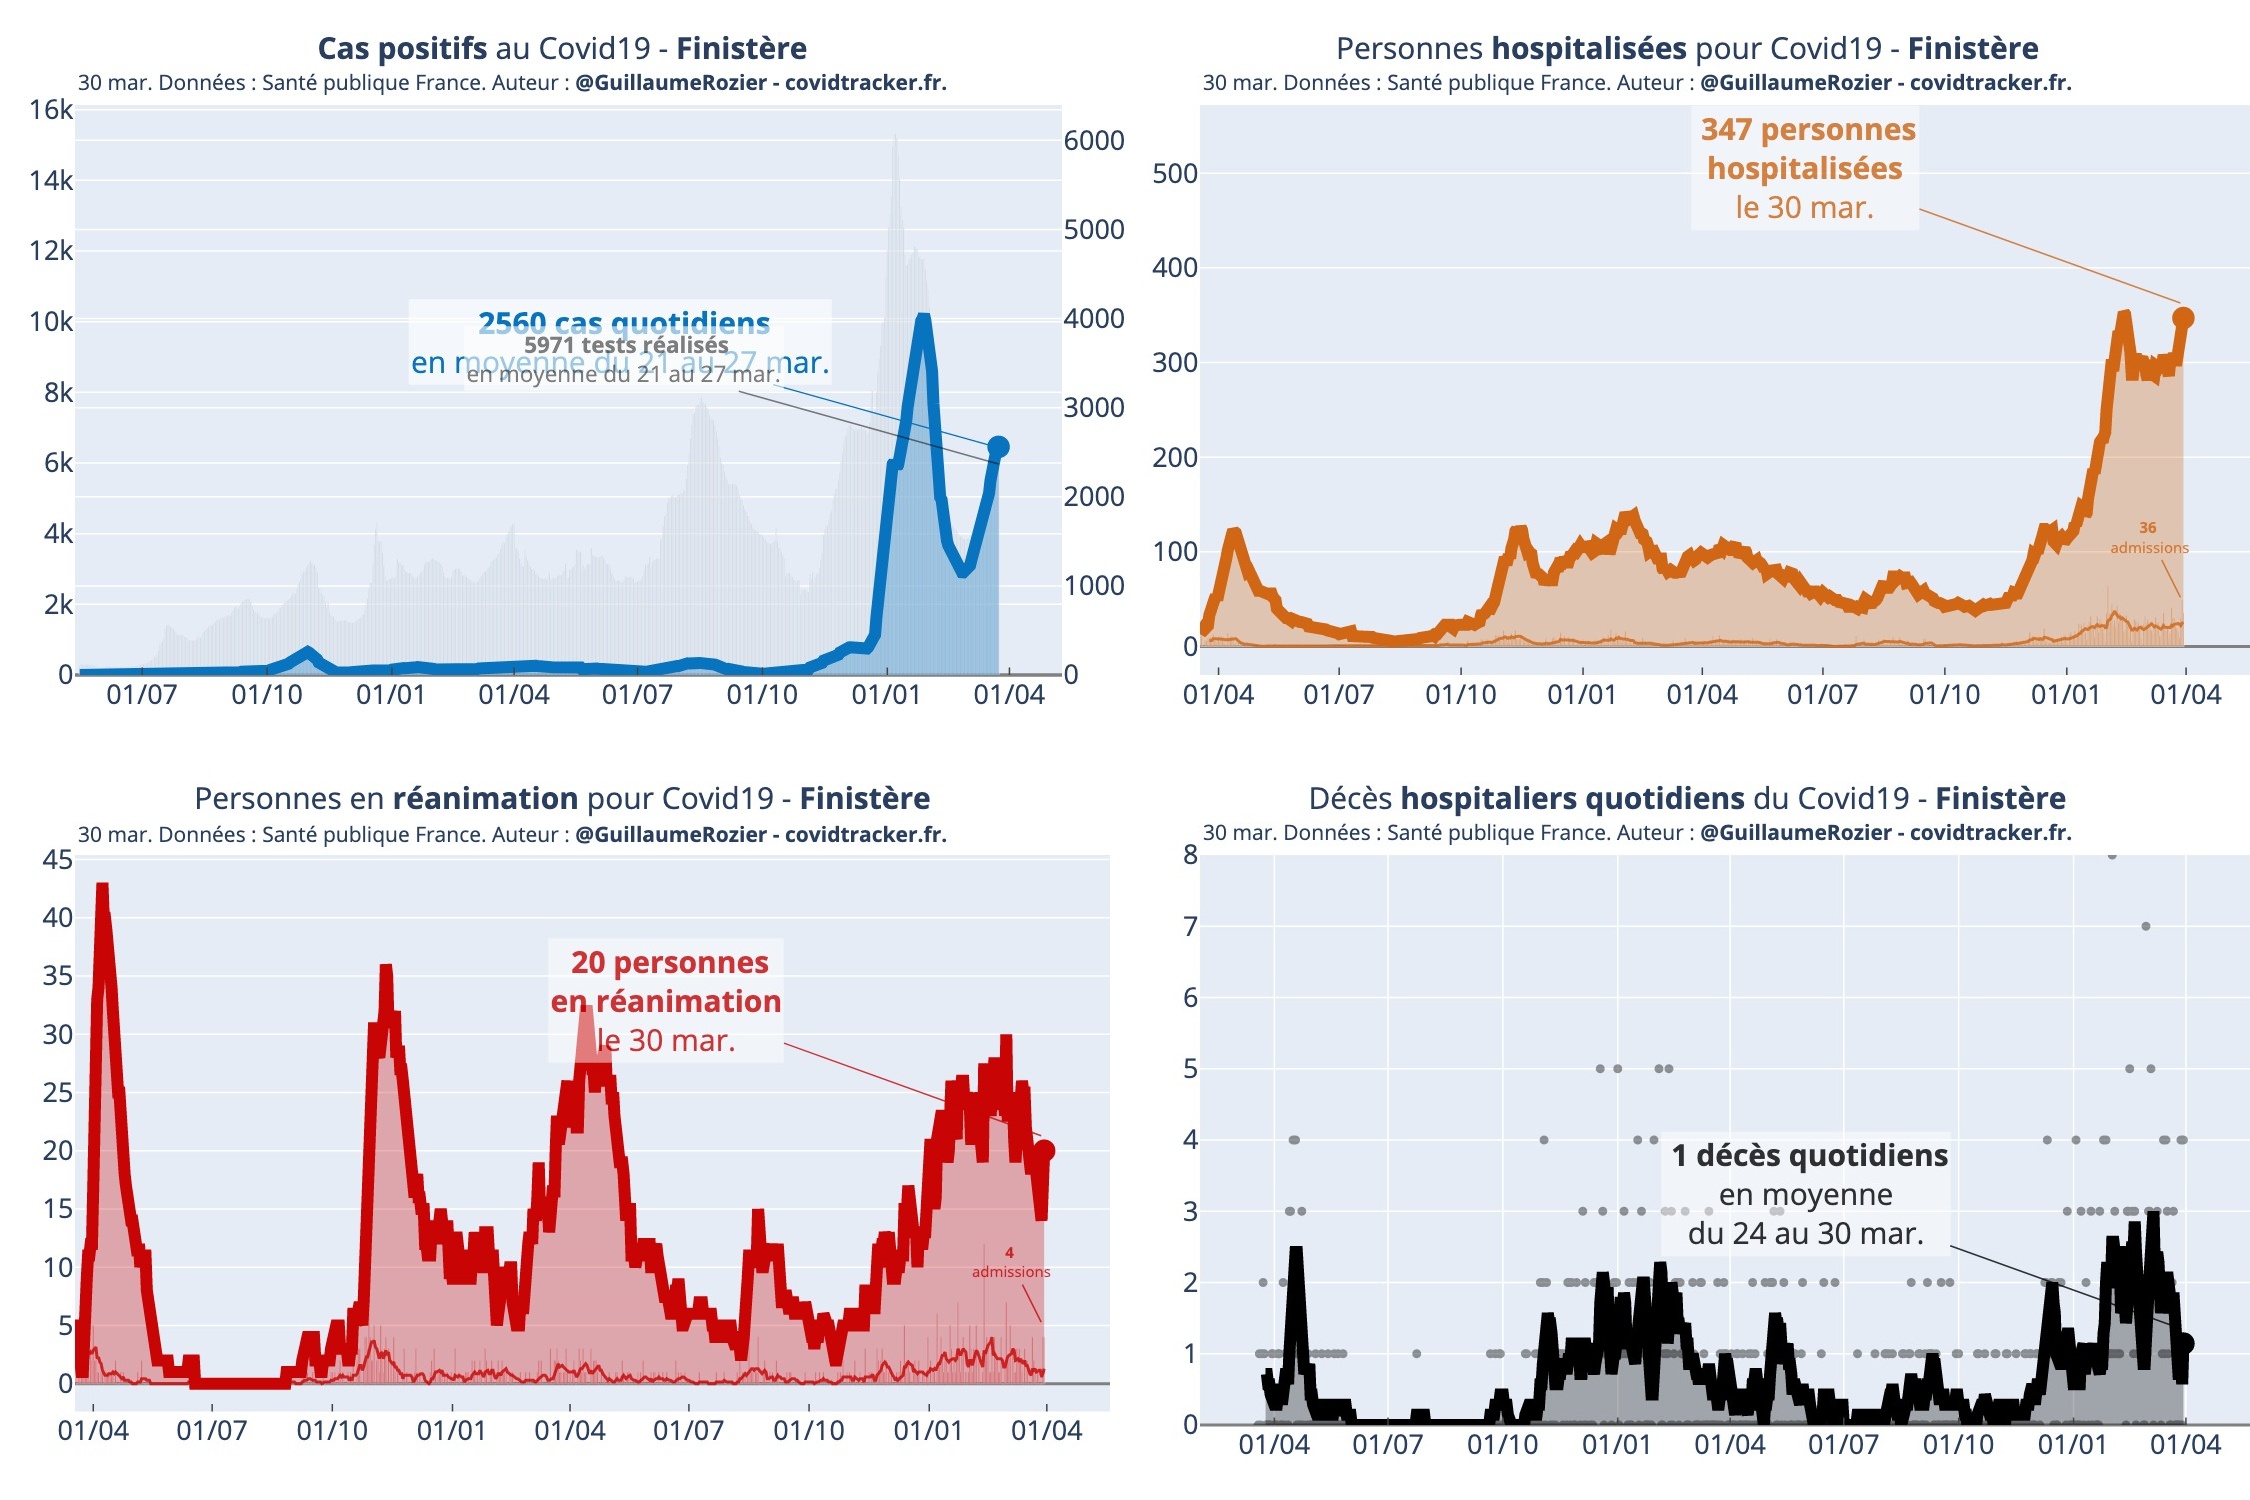 Cas positifs au Covid19 - Finistère
30 mar. Données : Santé publique France. Auteur : @GuillaumeRozier - covidtracker.fr.
16k
14k
12k
10k
8k
6k
4k
2k
0
6000
5000
4000
3000
2000
1000
0
2560 cas quotidiens
en moyenne du 21 au 27 mar.
5971 tests réalisés
en moyenne du 21 au 27 mar.
01/07 01/10 01/01 01/04 01/07 01/10 01/01 01/04
Personnes hospitalisées pour Covid19 - Finistère
30 mar. Données : Santé publique France. Auteur : @GuillaumeRozier - covidtracker.fr.
500
400
300
200
100
0
347 personnes
hospitalisées
le 30 mar.
36
admissions
01/04 01/07 01/10 01/01 01/04 01/07 01/10 01/01 01/04
Personnes en réanimation pour Covid19 - Finistère
30 mar. Données : Santé publique France. Auteur : @GuillaumeRozier - covidtracker.fr.
45
40
35
30
25
20
15
10
5
0
20 personnes
en réanimation
le 30 mar.
4
admissions
01/04 01/07 01/10 01/01 01/04 01/07 01/10 01/01 01/04
Décès hospitaliers quotidiens du Covid19 - Finistère
30 mar. Données : Santé publique France. Auteur : @GuillaumeRozier - covidtracker.fr.
8
7
6
5
4
3
2
1
0
1 décès quotidiens
en moyenne
du 24 au 30 mar.
01/04 01/07 01/10 01/01 01/04 01/07 01/10 01/01 01/04